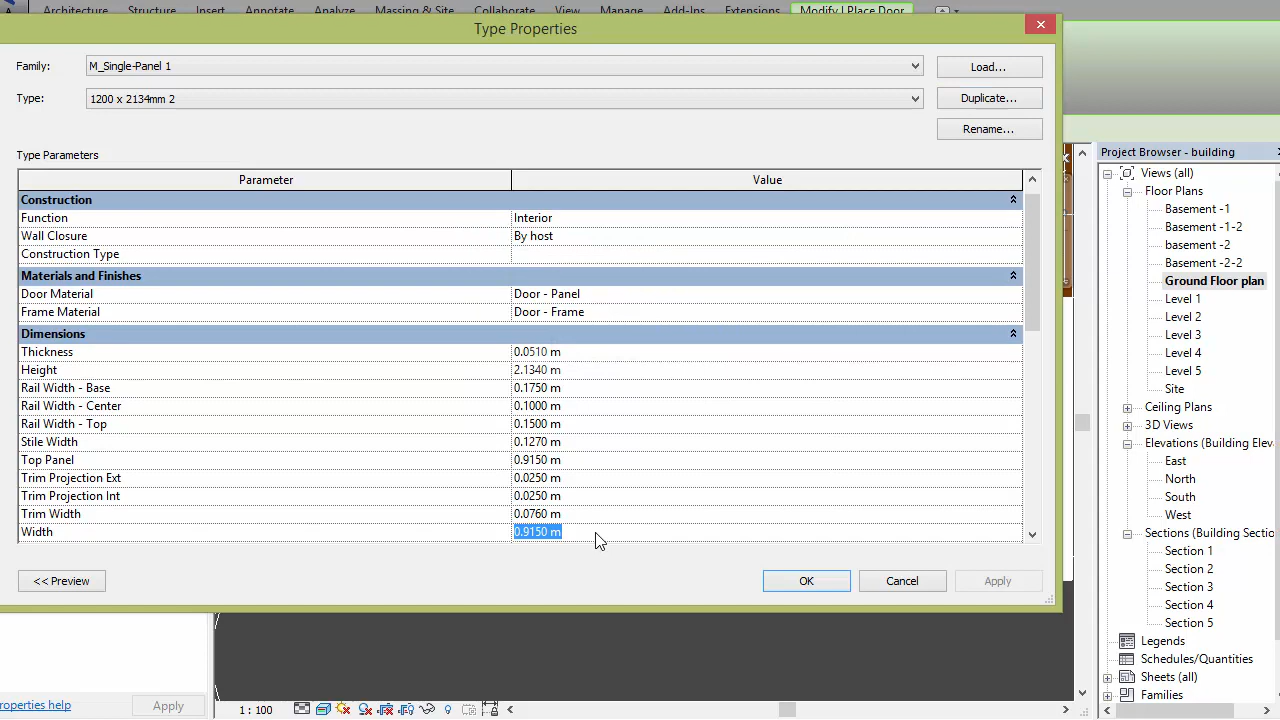 Architecture Structure Insert Annotate Analyze Massing & Site Collaborate View Manage Add-Ins Extensions Modify | Place Door
Type Properties
Family: M_Single-Panel 1 Load...
Type: 1200 x 2134mm 2 Duplicate...
Rename...
Type Parameters
Parameter Value
Construction
Function Interior
Wall Closure By host
Construction Type
Materials and Finishes
Door Material Door - Panel
Frame Material Door - Frame
Dimensions
Thickness 0.0510 m
Height 2.1340 m
Rail Width - Base 0.1750 m
Rail Width - Center 0.1000 m
Rail Width - Top 0.1500 m
Stile Width 0.1270 m
Top Panel 0.9150 m
Trim Projection Ext 0.0250 m
Trim Projection Int 0.0250 m
Trim Width 0.0760 m
Width 0.9150 m
<< Preview OK Cancel Apply
roperties help Apply
1 : 100
Project Browser - building
Views (all)
Floor Plans
Basement -1
Basement -1-2
basement -2
Basement -2-2
Ground Floor plan
Level 1
Level 2
Level 3
Level 4
Level 5
Site
Ceiling Plans
3D Views
Elevations (Building Eleva
East
North
South
West
Sections (Building Sectio
Section 1
Section 2
Section 3
Section 4
Section 5
Legends
Schedules/Quantities
Sheets (all)
Families